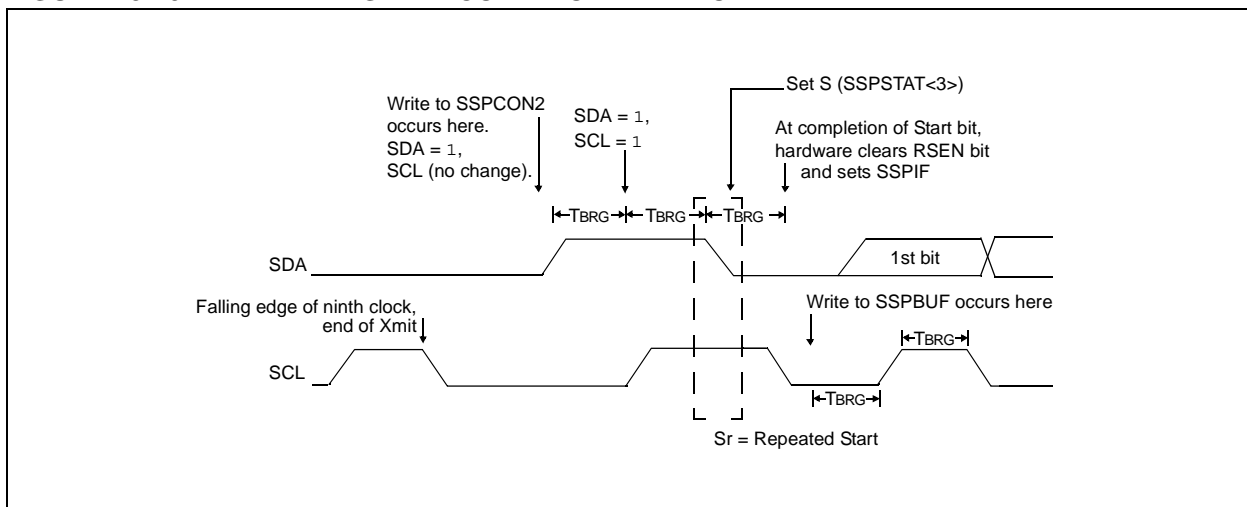 Set S (SSPSTAT<3>)
Write to SSPCON2
occurs here.
SDA = 1,
SCL (no change).
SDA = 1,
SCL = 1
At completion of Start bit,
hardware clears RSEN bit
and sets SSPIF
TBRG
TBRG
TBRG
SDA
1st bit
Falling edge of ninth clock,
end of Xmit
Write to SSPBUF occurs here
TBRG
SCL
TBRG
Sr = Repeated Start